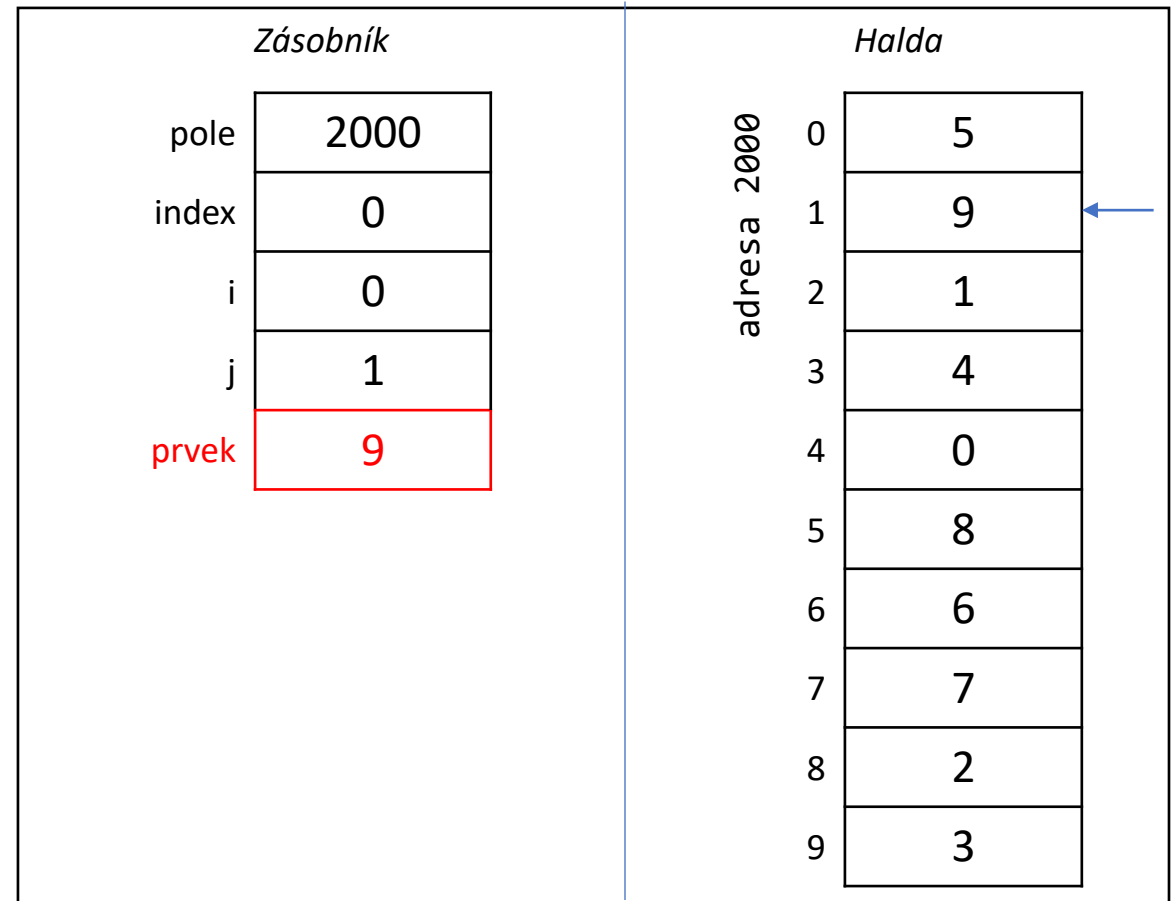 Zásobník
pole 2000
index 0
i 0
j 1
prvek 9
Halda
adresa 2000
0 5
1 9
2 1
3 4
4 0
5 8
6 6
7 7
8 2
9 3